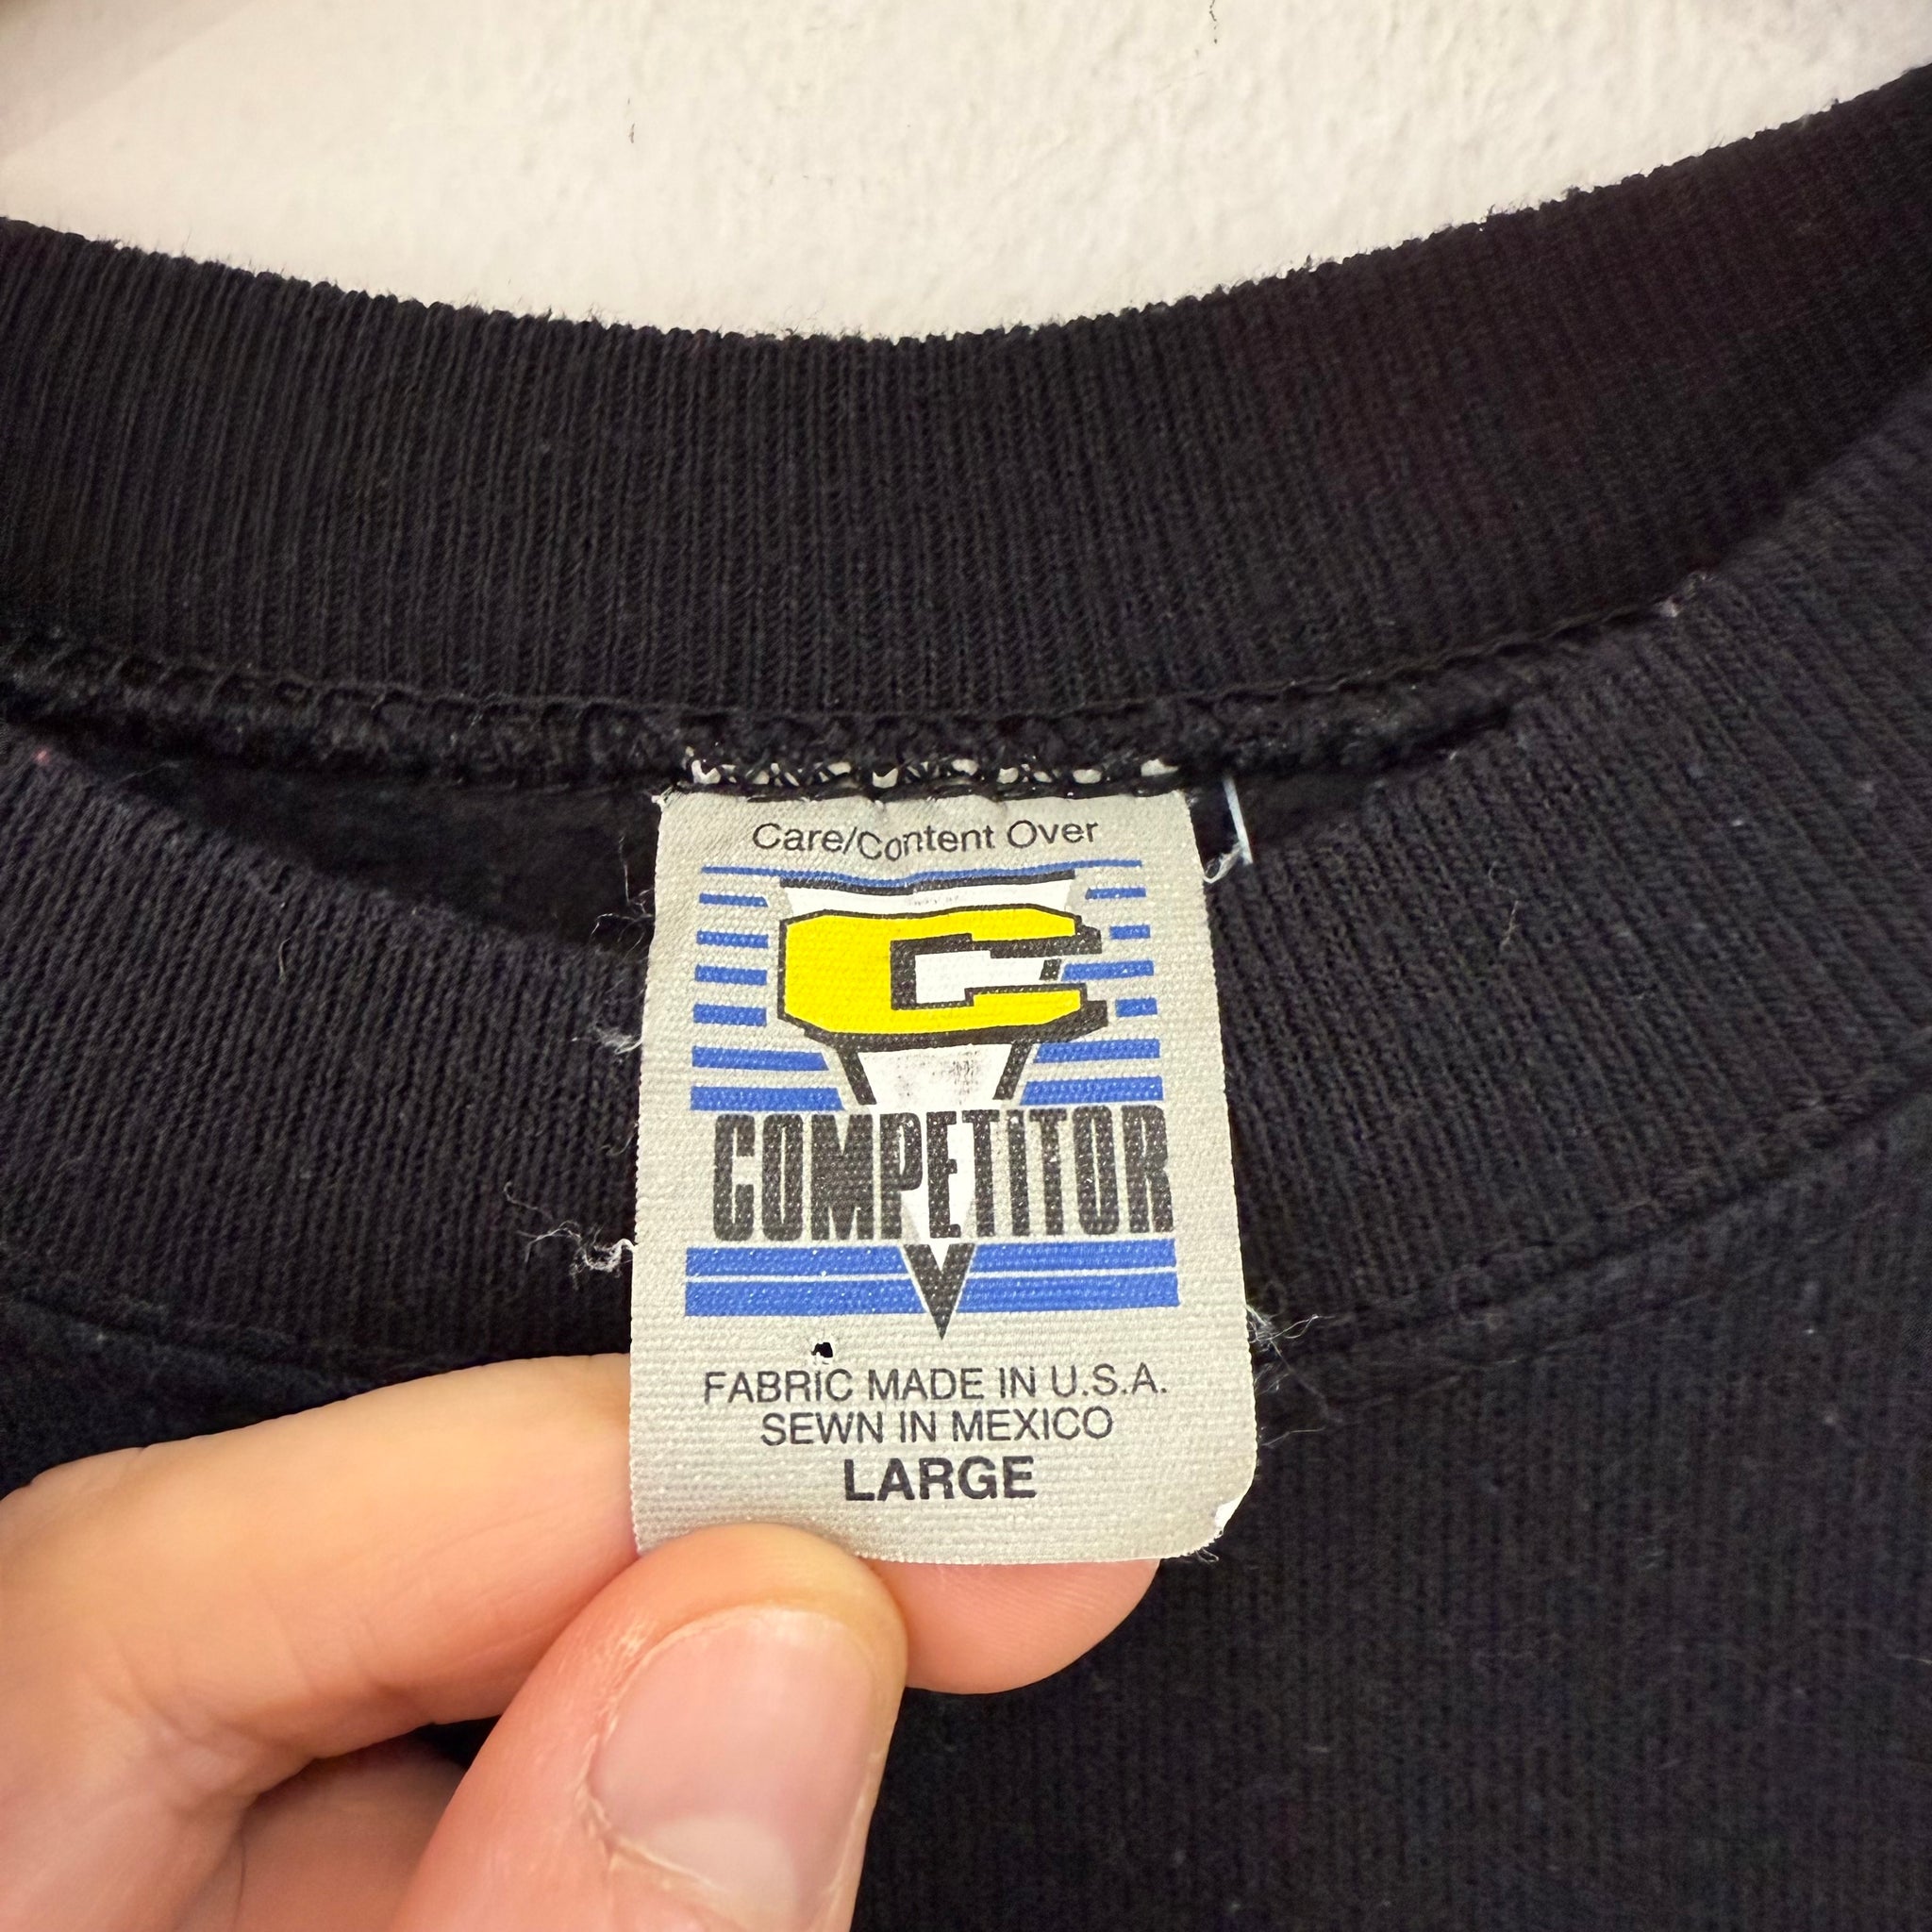 Care/Content Over
C
COMPETITOR
FABRIC MADE IN U.S.A.
SEWN IN MEXICO
LARGE